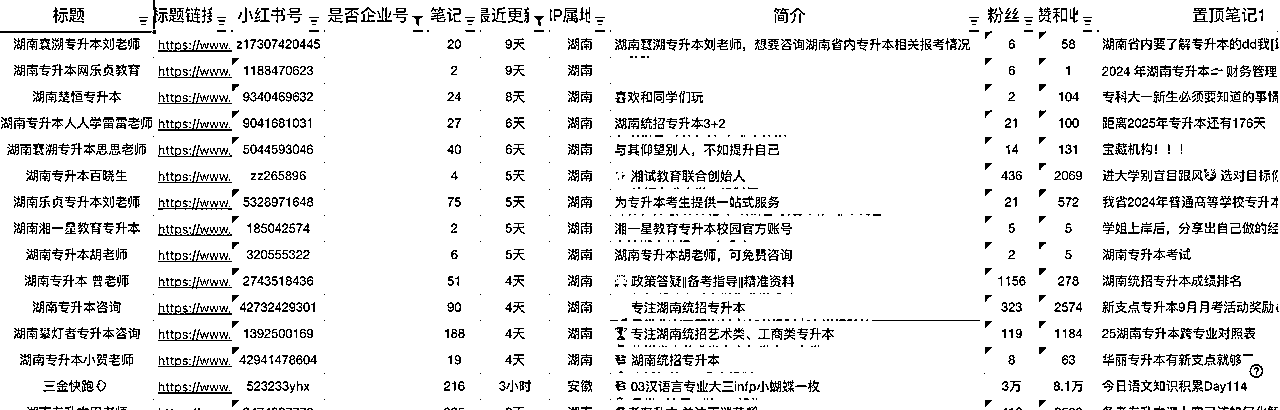 标题 标题链接 小红书号 是否企业号 笔记 最近更新 IP属地 简介 粉丝 赞和收 置顶笔记1
湖南襄溯专升本刘老师 https://www. z17307420445 20 9天 湖南 湖南襄溯专升本刘老师，想要咨询湖南省内专升本相关报考情况 6 58 湖南省内要了解专升本的dd我
湖南专升本网乐贞教育 https://www. 1188470623 2 9天 湖南 6 1 2024 年湖南专升本 财务管理
湖南楚恒专升本 https://www. 9340469632 24 8天 湖南 喜欢和同学们玩 2 104 专科大一新生必须要知道的事情
湖南专升本人人学雷雷老师 https://www. 9041681031 27 6天 湖南 湖南统招专升本3+2 21 100 距离2025年专升本还有176天
湖南襄溯专升本思思老师 https://www. 5044593046 40 6天 湖南 与其仰望别人，不如提升自己 14 131 宝藏机构！！！
湖南专升本百晓生 https://www. zz265896 4 5天 湖南 湘试教育联合创始人 436 2069 进大学别盲目跟风 选对目标
湖南乐贞专升本刘老师 https://www. 5328971648 75 5天 湖南 为专升本考生提供一站式服务 21 572 我省2024年普通高等学校专升本
湖南湘一星教育专升本 https://www. 185042574 2 5天 湖南 湘一星教育专升本校园官方账号 5 5 学姐上岸后，分享出自己做的经
湖南专升本胡老师 https://www. 320555322 6 5天 湖南 湖南专升本胡老师，可免费咨询 2 5 湖南专升本考试
湖南专升本 曾老师 https://www. 2743518436 51 4天 湖南 政策答疑||备考指导||精准资料 1156 278 湖南统招专升本成绩排名
湖南专升本咨询 https://www. 42732429301 90 4天 湖南 专注湖南统招专升本 323 2574 新支点专升本9月月考活动奖励
湖南擎灯者专升本咨询 https://www. 1392500169 188 4天 湖南 专注湖南统招艺术类、工商类专升本 119 1184 25湖南专升本跨专业对照表
湖南专升本小贺老师 https://www. 42941478604 19 4天 湖南 湖南统招专升本 8 63 华丽专升本有新支点就够
三金快跑 https://www. 523233yhx 216 3小时 安徽 03汉语言专业大三infp小蝴蝶一枚 3万 8.1万 今日语文知识积累Day114